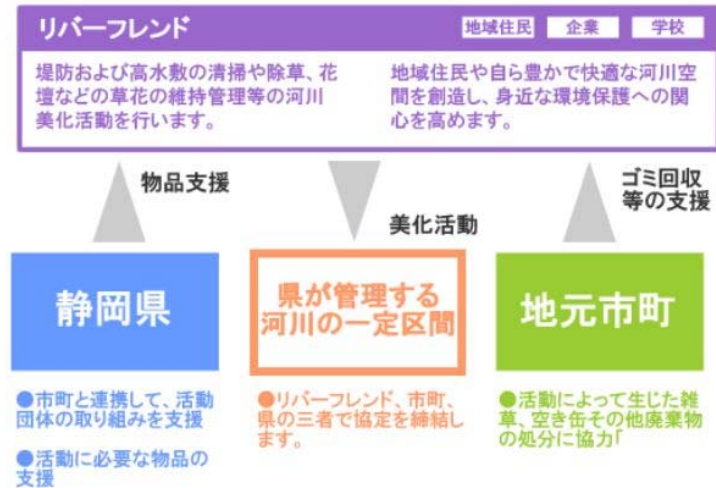 リバーフレンド
地域住民 企業 学校
堤防および高水敷の清掃や除草、花
壇などの草花の維持管理等の河川
美化活動を行います。
地域住民や自ら豊かで快適な河川空
間を創造し、身近な環境保護への関
心を高めます。
物品支援
美化活動
ゴミ回収
等の支援
静岡県
県が管理する
河川の一定区間
地元市町
●市町と連携して、活動
団体の取り組みを支援
●活動に必要な物品の
支援
●リバーフレンド、市町、
県の三者で協定を締結し
ます。
●活動によって生じた雑
草、空き缶その他廃棄物
の処分に協力「